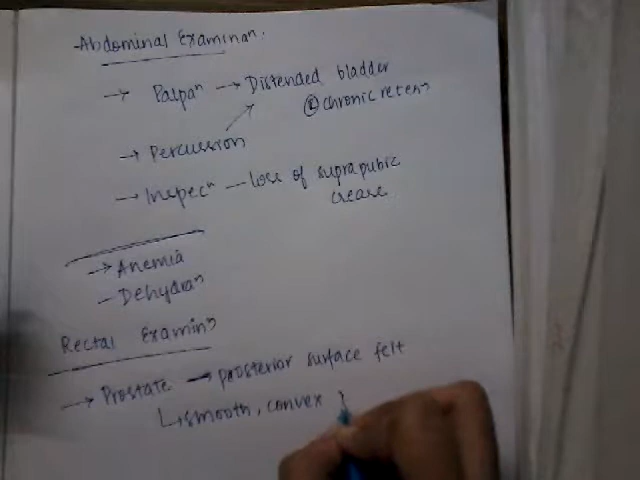 -Abdominal Examinaⁿ:
→ Palpaⁿ → Distended bladder
Ⓡ chronic retenⁿ
→ Percussion
→ Inspecⁿ — loss of suprapubic
crease
→ Anemia
- Dehydraⁿ
Rectal Examinⁿ
→ Prostate → prosterior surface felt
↳ smooth, convex